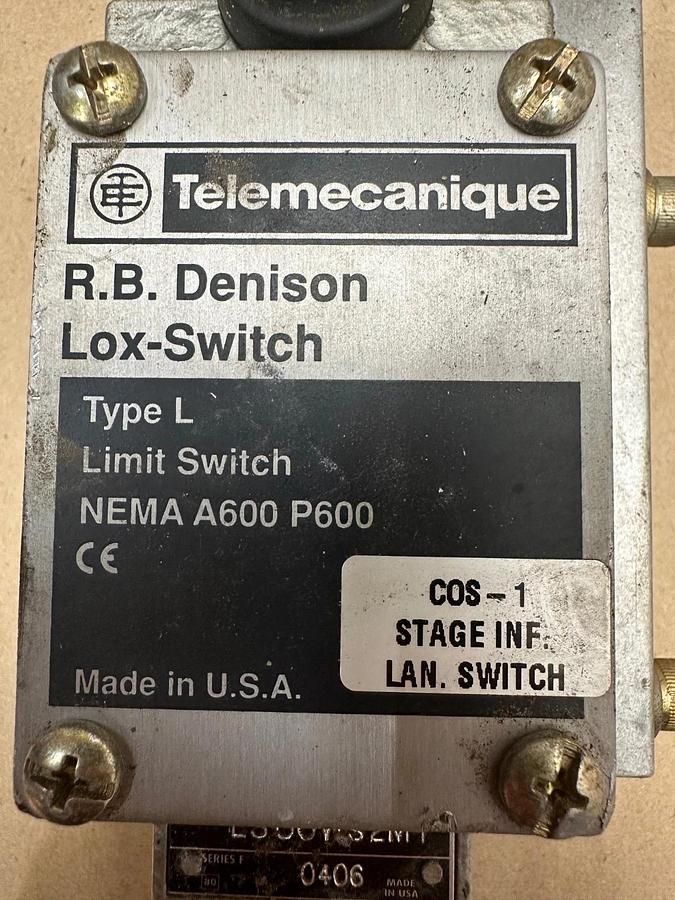 Telemecanique
R.B. Denison
Lox-Switch
Type L
Limit Switch
NEMA A600 P600
CE
COS-1
STAGE INF.
LAN. SWITCH
Made in U.S.A.
SERIES F
0406
MADE
IN USA